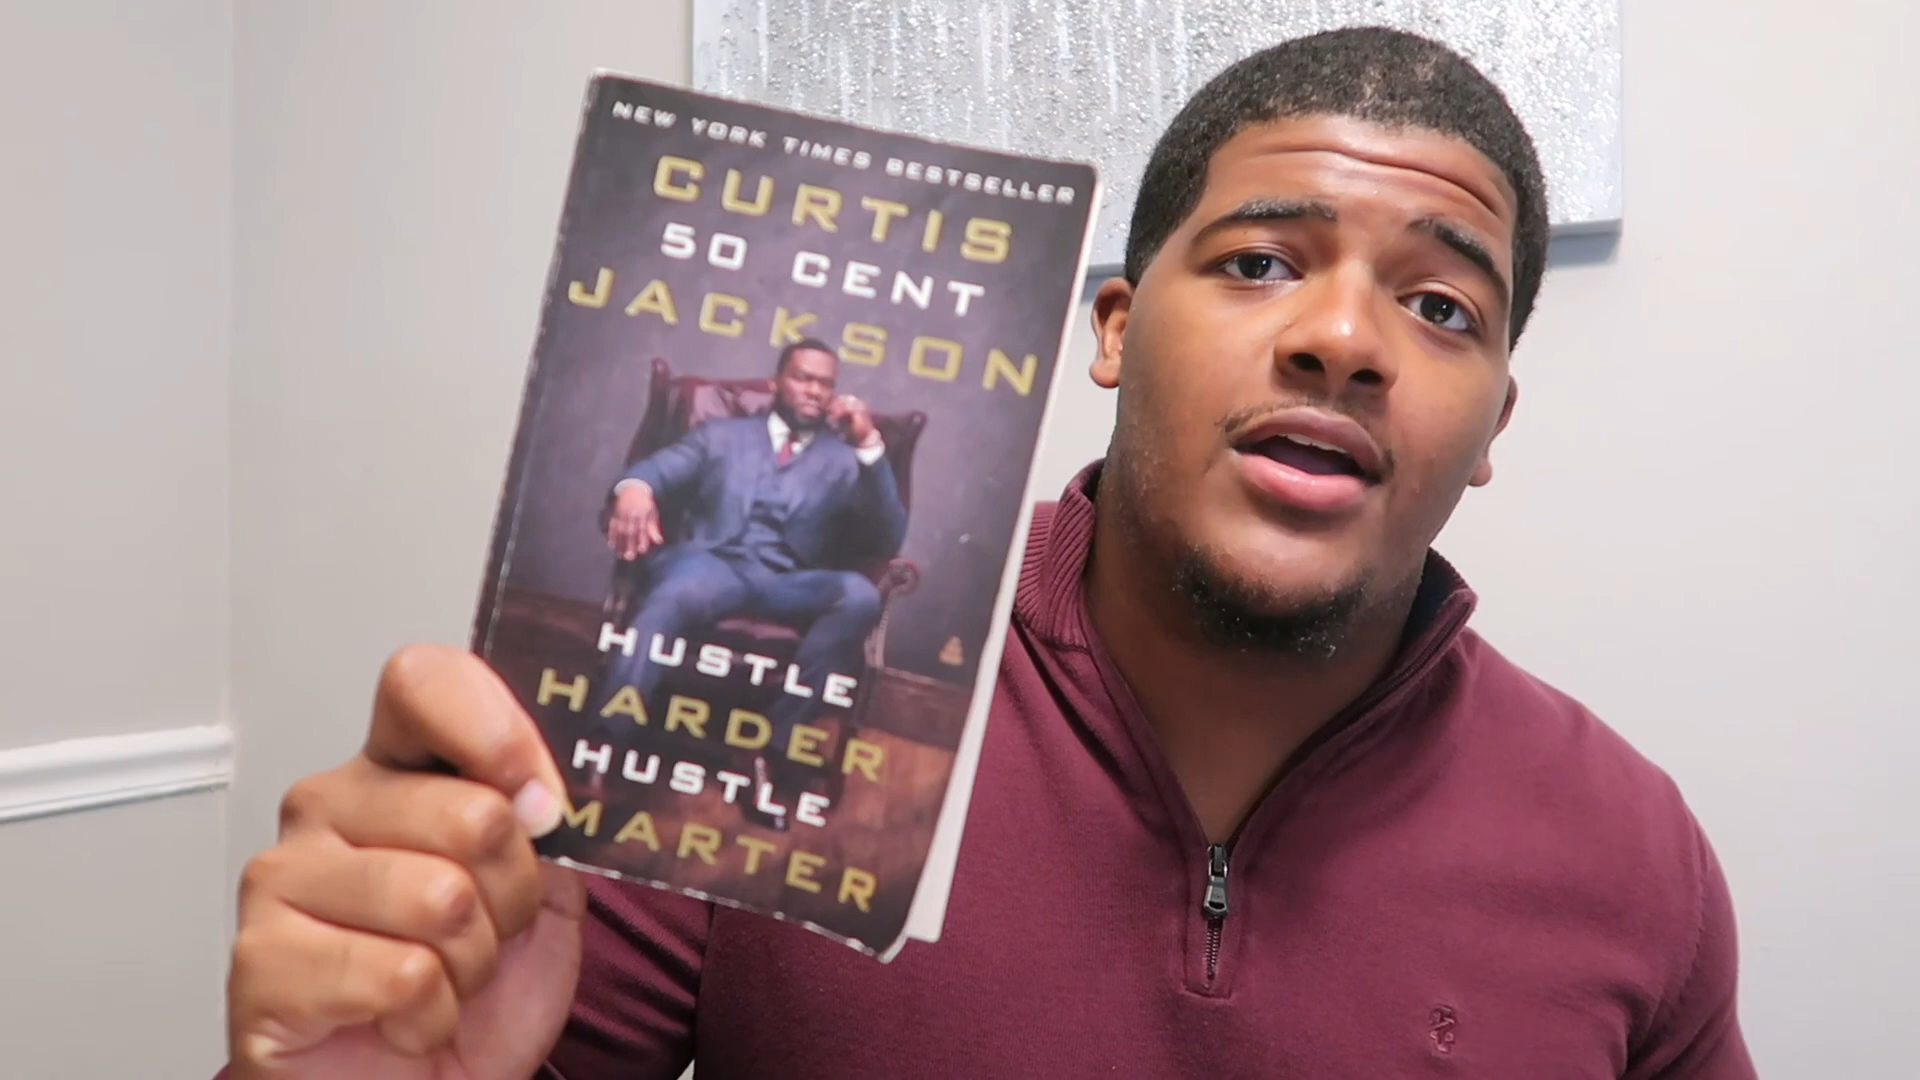 NEW YORK TIMES BESTSELLER
CURTIS
50 CENT
JACKSON
HUSTLE
HARDER
HUSTLE
MARTER